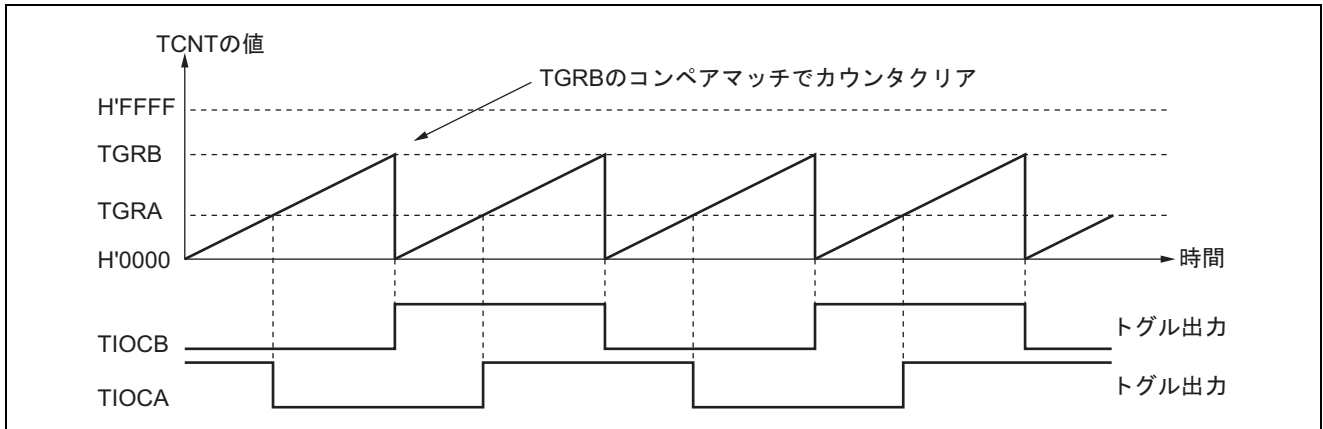 TCNTの値
TGRBのコンペアマッチでカウンタクリア
H'FFFF
TGRB
TGRA
H'0000
時間
TIOCB
トグル出力
TIOCA
トグル出力